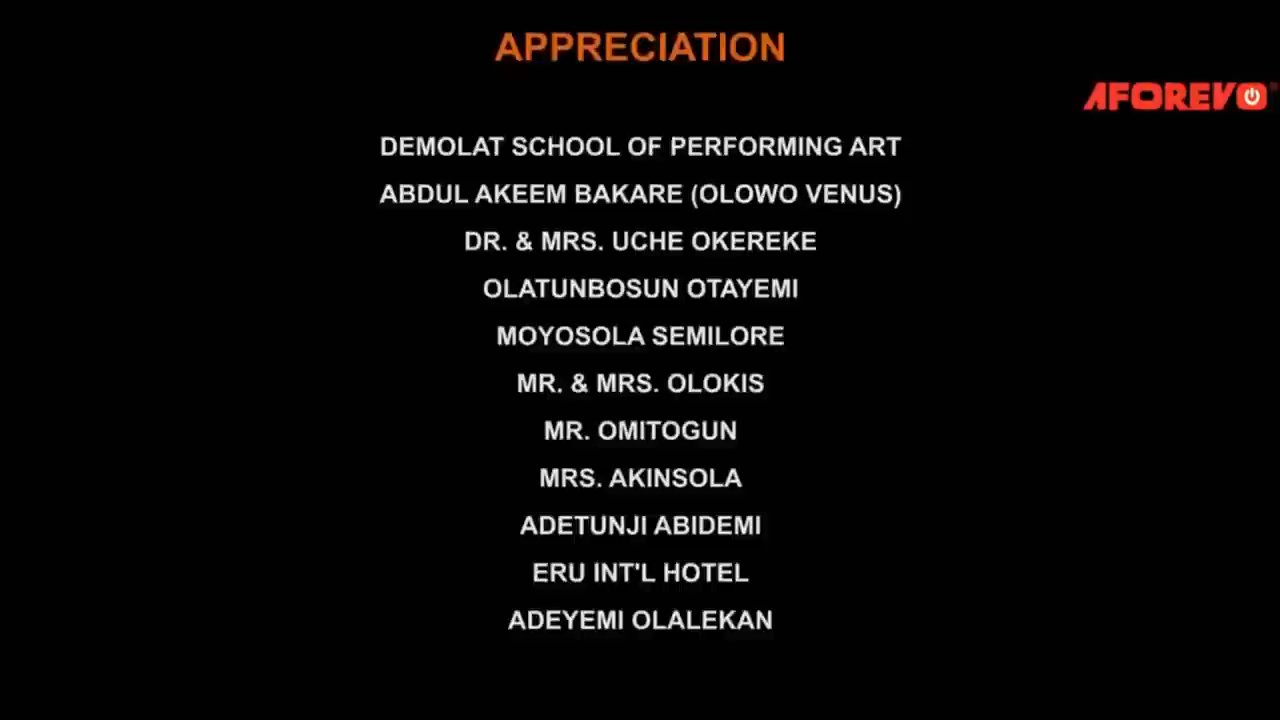 APPRECIATION
AFOREVO
DEMOLAT SCHOOL OF PERFORMING ART
ABDUL AKEEM BAKARE (OLOWO VENUS)
DR. & MRS. UCHE OKEREKE
OLATUNBOSUN OTAYEMI
MOYOSOLA SEMILORE
MR. & MRS. OLOKIS
MR. OMITOGUN
MRS. AKINSOLA
ADETUNJI ABIDEMI
ERU INT'L HOTEL
ADEYEMI OLALEKAN